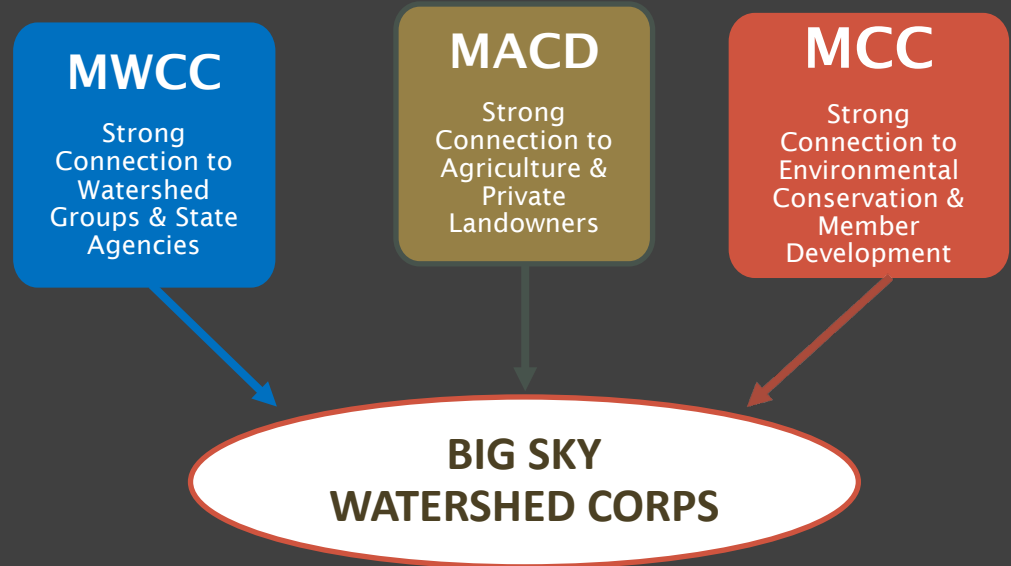 MWCC
Strong
Connection to
Watershed
Groups & State
Agencies
MACD
Strong
Connection to
Agriculture &
Private
Landowners
MCC
Strong
Connection to
Environmental
Conservation &
Member
Development
BIG SKY
WATERSHED CORPS